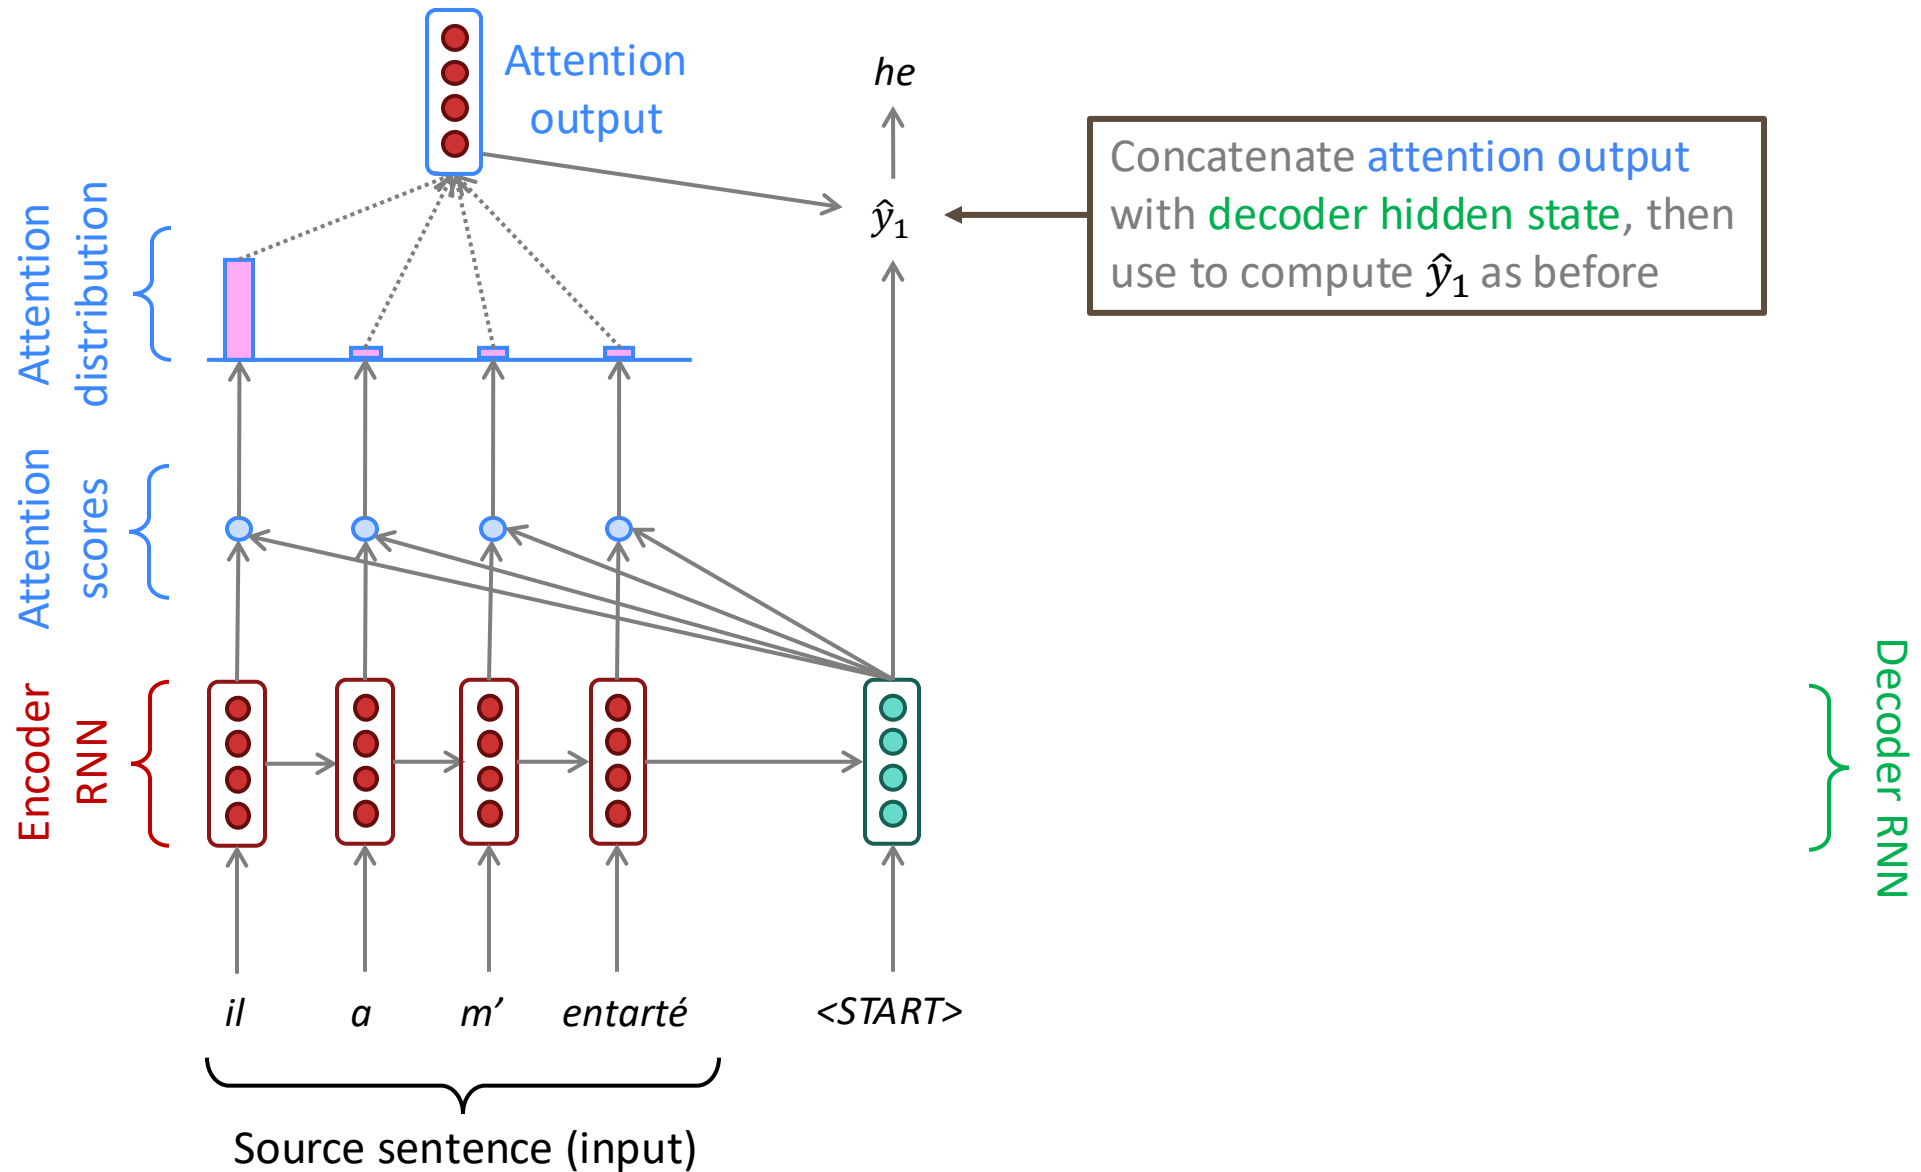 Attention
output
he
ŷ₁
Concatenate attention output
with decoder hidden state, then
use to compute ŷ₁ as before
Attention
distribution
Attention
scores
Encoder
RNN
Decoder RNN
il a m’ entarté <START>
Source sentence (input)